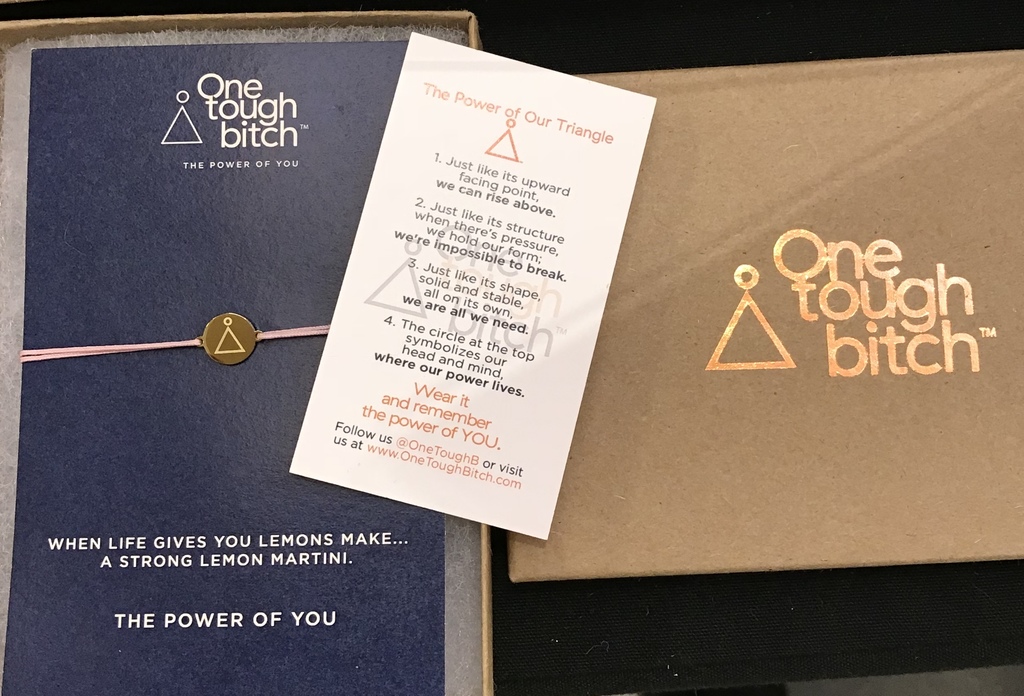 One
tough
bitch™
THE POWER OF YOU
WHEN LIFE GIVES YOU LEMONS MAKE...
A STRONG LEMON MARTINI.
THE POWER OF YOU
The Power of Our Triangle
1. Just like its upward
facing point,
we can rise above.
2. Just like its structure
when there's pressure,
we hold our form;
we're impossible to break.
3. Just like its shape,
solid and stable,
all on its own,
we are all we need.
4. The circle at the top
symbolizes our
head and mind,
where our power lives.
Wear it
and remember
the power of YOU.
Follow us @OneToughB or visit
us at www.OneToughBitch.com
One
tough
bitch™
One
tough
bitch™